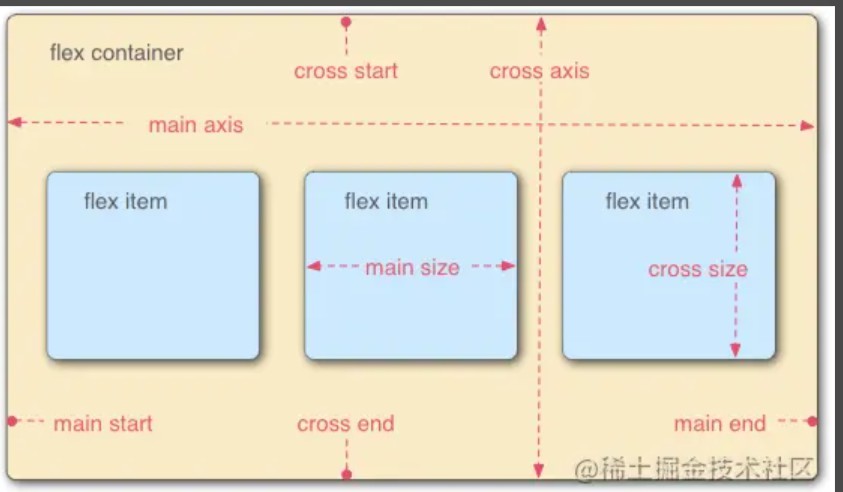 flex container
cross start
cross axis
main axis
flex item
flex item
flex item
main size
cross size
main start
cross end
main end
@稀土掘金技术社区